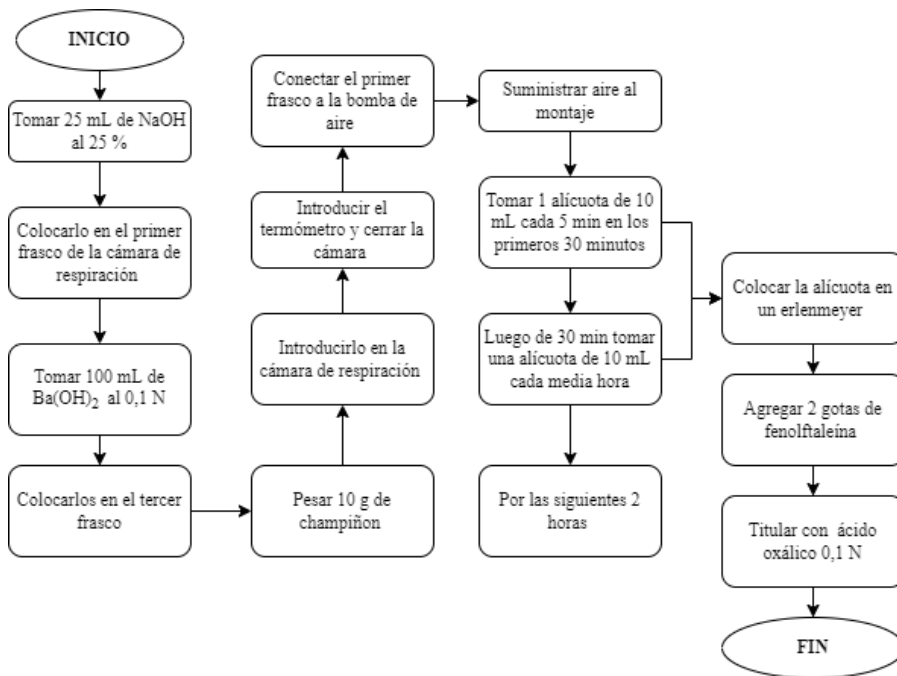 INICIO
Tomar 25 mL de NaOH
al 25 %
Colocarlo en el primer
frasco de la cámara de
respiración
Tomar 100 mL de
Ba(OH)₂ al 0,1 N
Colocarlos en el tercer
frasco
Pesar 10 g de
champiñon
Introducirlo en la
cámara de respiración
Introducir el
termómetro y cerrar la
cámara
Conectar el primer
frasco a la bomba de
aire
Suministrar aire al
montaje
Tomar 1 alícuota de 10
mL cada 5 min en los
primeros 30 minutos
Luego de 30 min tomar
una alícuota de 10 mL
cada media hora
Por las siguientes 2
horas
Colocar la alícuota en
un erlenmeyer
Agregar 2 gotas de
fenolftaleína
Titular con ácido
oxálico 0,1 N
FIN